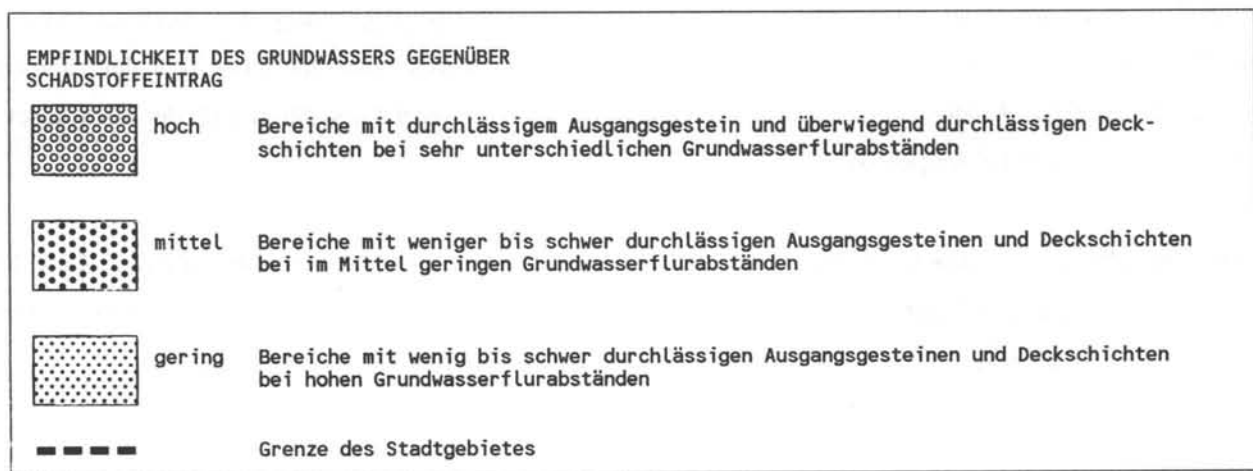 EMPFINDLICHKEIT DES GRUNDWASSERS GEGENÜBER
SCHADSTOFFEINTRAG
hoch Bereiche mit durchlässigem Ausgangsgestein und überwiegend durchlässigen Deck-
schichten bei sehr unterschiedlichen Grundwasserflurabständen
mittel Bereiche mit weniger bis schwer durchlässigen Ausgangsgesteinen und Deckschichten
bei im Mittel geringen Grundwasserflurabständen
gering Bereiche mit wenig bis schwer durchlässigen Ausgangsgesteinen und Deckschichten
bei hohen Grundwasserflurabständen
Grenze des Stadtgebietes